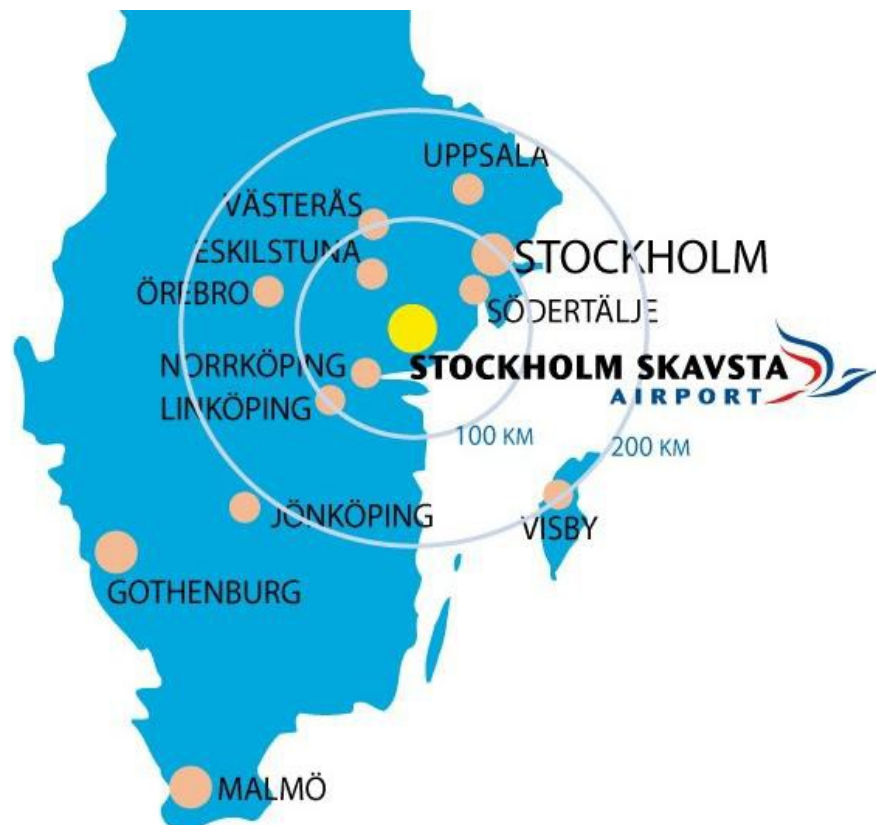 UPPSALA
VÄSTERÅS
ESKILSTUNA
STOCKHOLM
ÖREBRO
SÖDERTÄLJE
NORRKÖPING
STOCKHOLM SKAVSTA
AIRPORT
LINKÖPING
100 KM
200 KM
JÖNKÖPING
VISBY
GOTHENBURG
MALMÖ